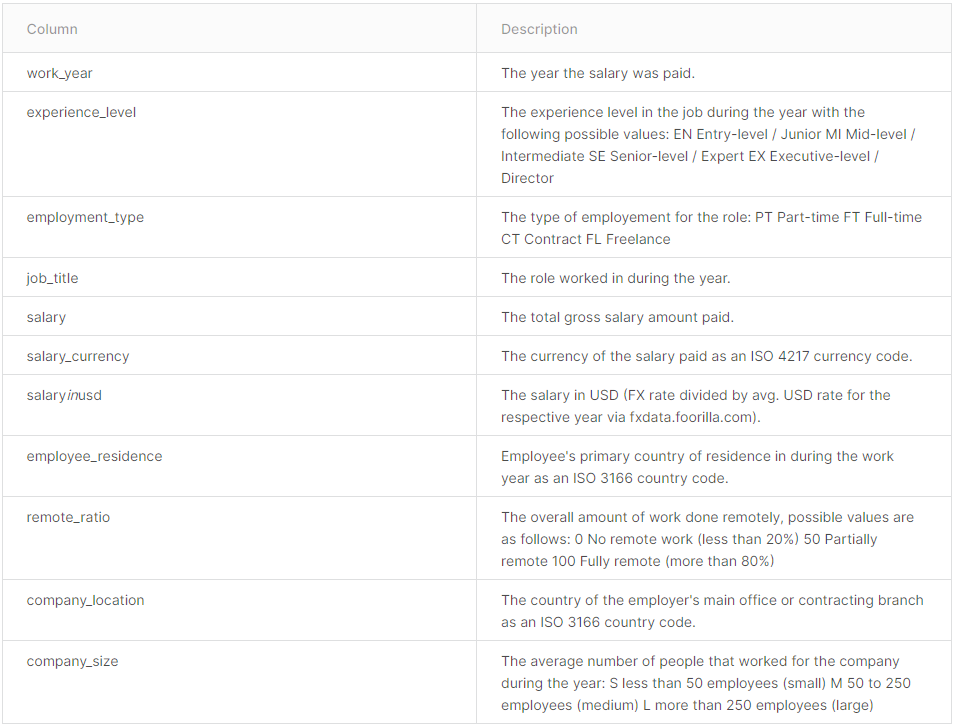 Column Description
work_year The year the salary was paid.
experience_level The experience level in the job during the year with the
following possible values: EN Entry-level / Junior MI Mid-level /
Intermediate SE Senior-level / Expert EX Executive-level /
Director
employment_type The type of employement for the role: PT Part-time FT Full-time
CT Contract FL Freelance
job_title The role worked in during the year.
salary The total gross salary amount paid.
salary_currency The currency of the salary paid as an ISO 4217 currency code.
salaryinusd The salary in USD (FX rate divided by avg. USD rate for the
respective year via fxdata.foorilla.com).
employee_residence Employee's primary country of residence in during the work
year as an ISO 3166 country code.
remote_ratio The overall amount of work done remotely, possible values are
as follows: 0 No remote work (less than 20%) 50 Partially
remote 100 Fully remote (more than 80%)
company_location The country of the employer's main office or contracting branch
as an ISO 3166 country code.
company_size The average number of people that worked for the company
during the year: S less than 50 employees (small) M 50 to 250
employees (medium) L more than 250 employees (large)